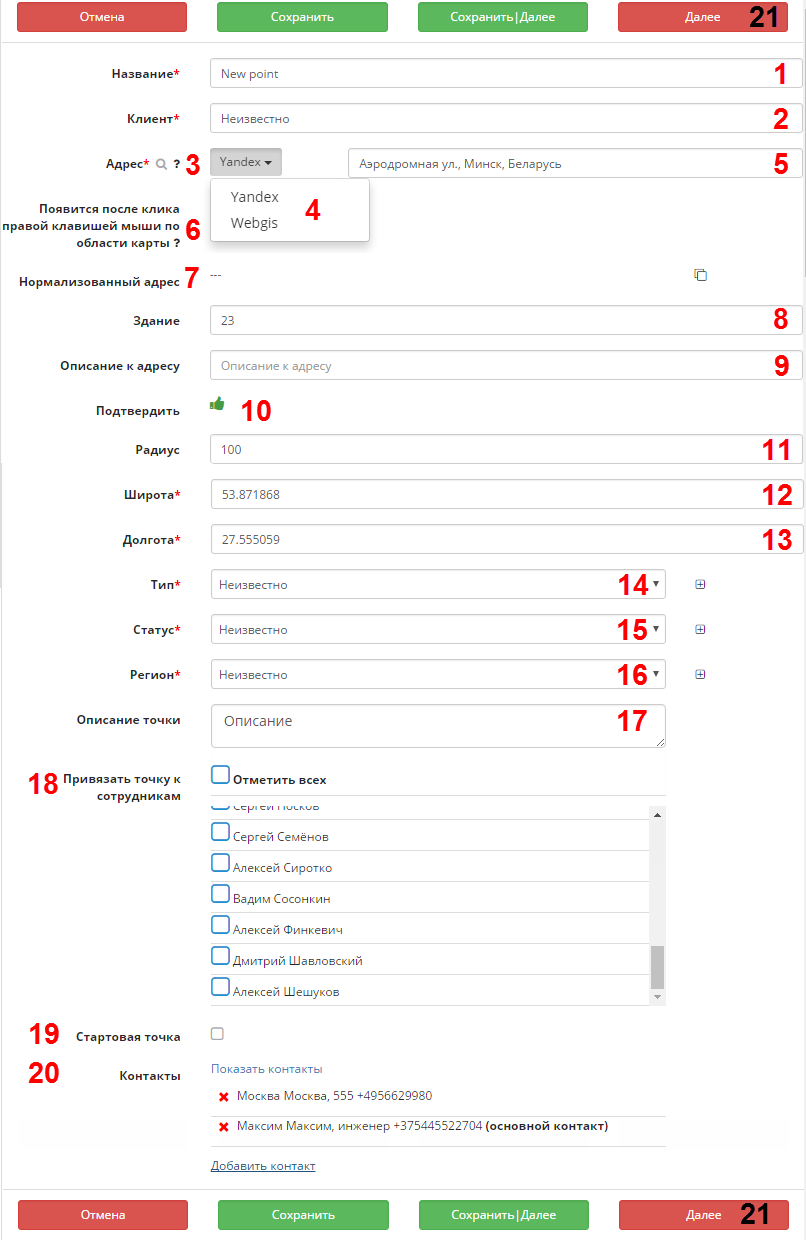 Отмена Сохранить Сохранить|Далее Далее 21
Название* New point 1
Клиент* Неизвестно 2
Адрес* ? 3 Yandex Аэродромная ул., Минск, Беларусь 5
Yandex
Webgis
4
Появится после клика
правой клавишей мыши по
области карты ?
6
Нормализованный адрес 7 ---
Здание 23 8
Описание к адресу Описание к адресу 9
Подтвердить 10
Радиус 100 11
Широта* 53.871868 12
Долгота* 27.555059 13
Тип* Неизвестно 14
Статус* Неизвестно 15
Регион* Неизвестно 16
Описание точки Описание 17
18 Привязать точку к
сотрудникам
Отметить всех
Сергей Носков
Сергей Семёнов
Алексей Сиротко
Вадим Сосонкин
Алексей Финкевич
Дмитрий Шавловский
Алексей Шешуков
19 Стартовая точка
20 Контакты Показать контакты
Москва Москва, 555 +4956629980
Максим Максим, инженер +375445522704 (основной контакт)
Добавить контакт
Отмена Сохранить Сохранить|Далее Далее 21